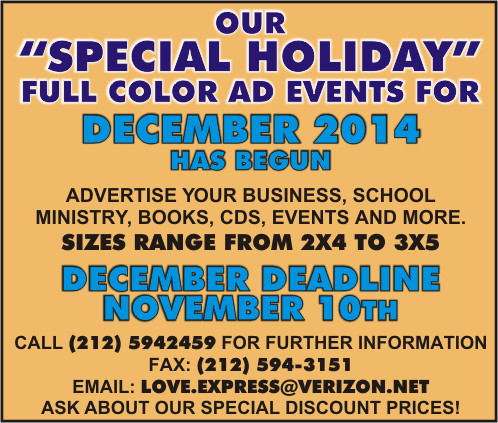 OUR
“SPECIAL HOLIDAY”
FULL COLOR AD EVENTS FOR
DECEMBER 2014
HAS BEGUN
ADVERTISE YOUR BUSINESS, SCHOOL
MINISTRY, BOOKS, CDS, EVENTS AND MORE.
SIZES RANGE FROM 2X4 TO 3X5
DECEMBER DEADLINE
NOVEMBER 10TH
CALL (212) 5942459 FOR FURTHER INFORMATION
FAX: (212) 594-3151
EMAIL: LOVE.EXPRESS@VERIZON.NET
ASK ABOUT OUR SPECIAL DISCOUNT PRICES!